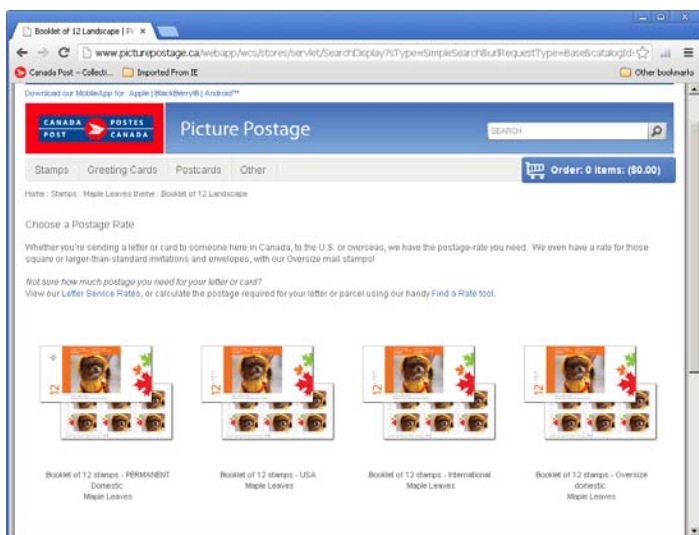 Booklet of 12 Landscape | Pi
www.picturepostage.ca/webapp/wcs/stores/servlet/SearchDisplay?sType=SimpleSearch&urlRequestType=Base&catalogId=
Canada Post – Collecti...
Imported From IE
Other bookmarks
Download our MobileApp for: Apple | BlackBerry® | Android™
CANADA POSTES
POST CANADA
Picture Postage
SEARCH
Stamps Greeting Cards Postcards Other
Order: 0 items: ($0.00)
Home : Stamps : Maple Leaves theme : Booklet of 12 Landscape
Choose a Postage Rate
Whether you're sending a letter or card to someone here in Canada, to the U.S. or overseas, we have the postage-rate you need. We even have a rate for those
square or larger-than-standard invitations and envelopes, with our Oversize mail stamps!
Not sure how much postage you need for your letter or card?
View our Letter Service Rates, or calculate the postage required for your letter or parcel using our handy Find a Rate tool.
12 12 12 12
Booklet of 12 stamps - PERMANENT
Domestic
Maple Leaves
Booklet of 12 stamps - USA
Maple Leaves
Booklet of 12 stamps - International
Maple Leaves
Booklet of 12 stamps - Oversize
domestic
Maple Leaves